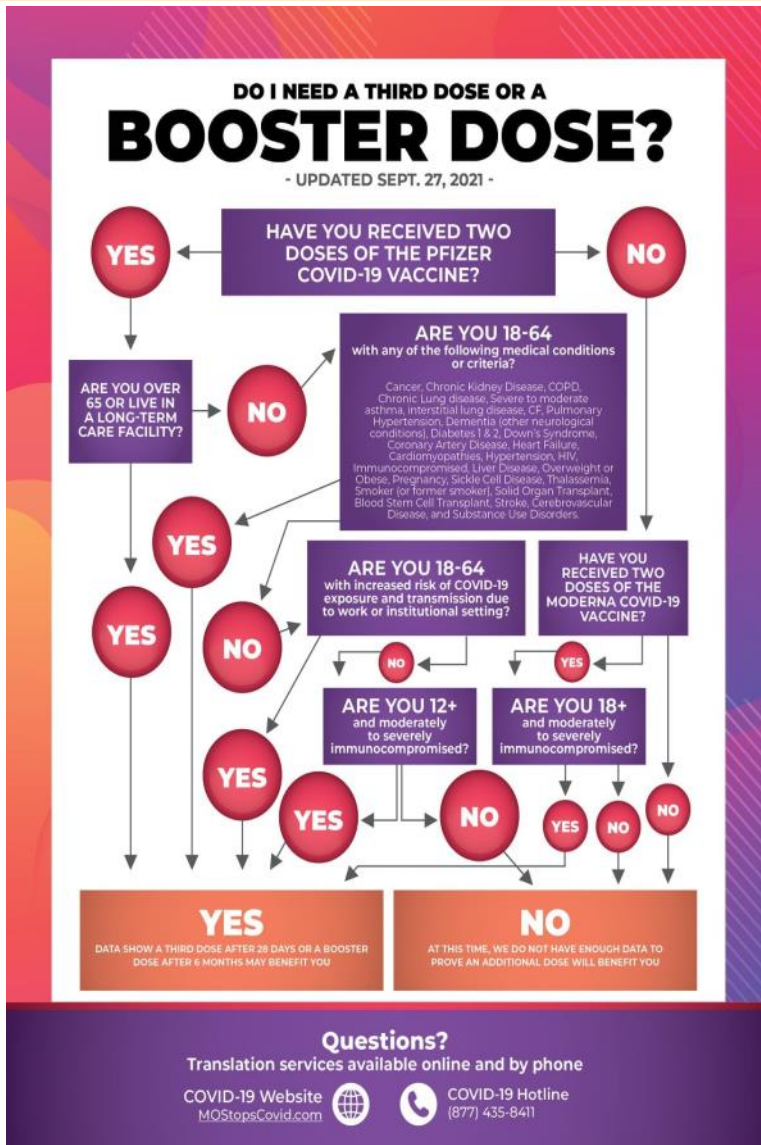 DO I NEED A THIRD DOSE OR A
BOOSTER DOSE?
- UPDATED SEPT. 27, 2021 -
YES
HAVE YOU RECEIVED TWO
DOSES OF THE PFIZER
COVID-19 VACCINE?
NO
ARE YOU OVER
65 OR LIVE IN
A LONG-TERM
CARE FACILITY?
NO
ARE YOU 18-64
with any of the following medical conditions
or criteria?
Cancer, Chronic Kidney Disease, COPD,
Chronic Lung disease, Severe to moderate
asthma, interstitial lung disease, CF, Pulmonary
Hypertension, Dementia (other neurological
conditions), Diabetes 1 & 2, Down's Syndrome,
Coronary Artery Disease, Heart Failure,
Cardiomyopathies, Hypertension, HIV,
Immunocompromised, Liver Disease, Overweight or
Obese, Pregnancy, Sickle Cell Disease, Thalassemia,
Smoker (or former smoker), Solid Organ Transplant,
Blood Stem Cell Transplant, Stroke, Cerebrovascular
Disease, and Substance Use Disorders.
YES
YES
NO
ARE YOU 18-64
with increased risk of COVID-19
exposure and transmission due
to work or institutional setting?
HAVE YOU
RECEIVED TWO
DOSES OF THE
MODERNA COVID-19
VACCINE?
NO
YES
ARE YOU 12+
and moderately
to severely
immunocompromised?
ARE YOU 18+
and moderately
to severely
immunocompromised?
YES
YES
NO
YES
NO
NO
YES
DATA SHOW A THIRD DOSE AFTER 28 DAYS OR A BOOSTER
DOSE AFTER 6 MONTHS MAY BENEFIT YOU
NO
AT THIS TIME, WE DO NOT HAVE ENOUGH DATA TO
PROVE AN ADDITIONAL DOSE WILL BENEFIT YOU
Questions?
Translation services available online and by phone
COVID-19 Website
MOStopsCovid.com
COVID-19 Hotline
(877) 435-8411